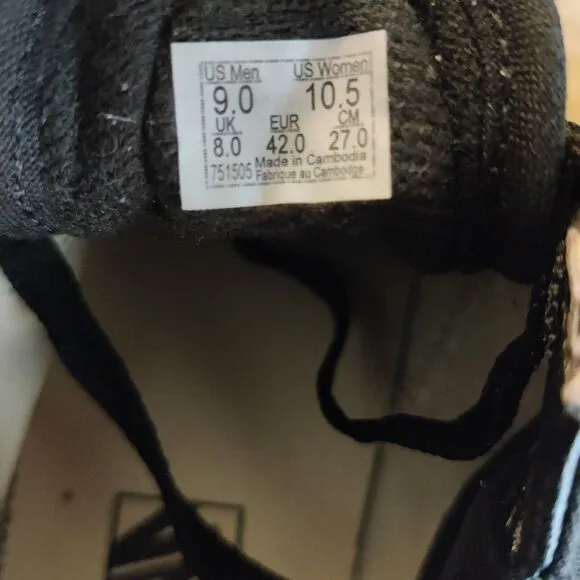 US Men US Women
9.0 10.5
UK EUR CM
8.0 42.0 27.0
751505 Made in Cambodia
Fabrique au Cambodge